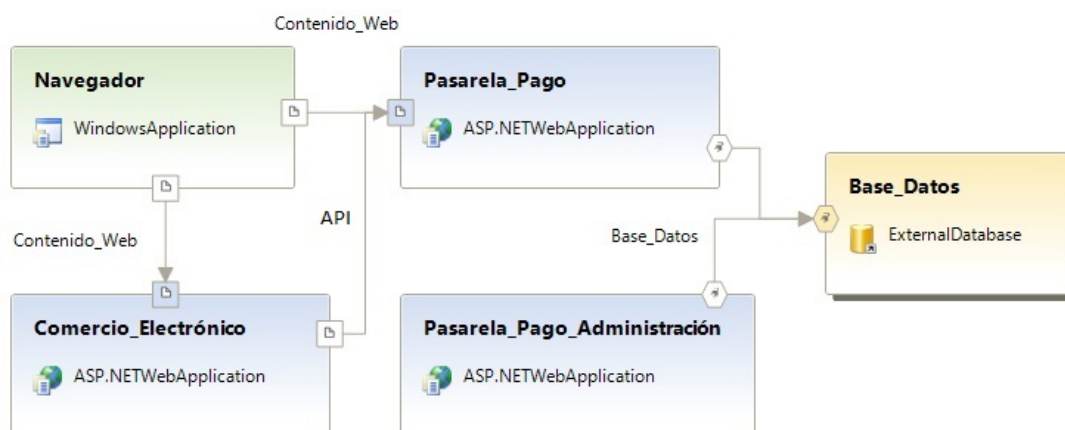 Contenido_Web
Navegador
WindowsApplication
Pasarela_Pago
ASP.NETWebApplication
Base_Datos
ExternalDatabase
API
Contenido_Web
Base_Datos
Comercio_Electrónico
ASP.NETWebApplication
Pasarela_Pago_Administración
ASP.NETWebApplication